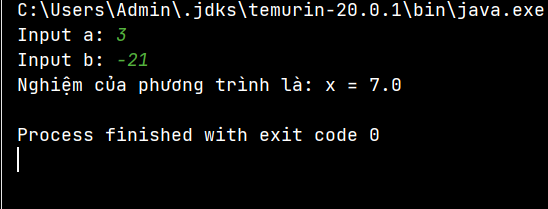 C:\Users\Admin\.jdks\temurin-20.0.1\bin\java.exe
Input a: 3
Input b: -21
Nghiệm của phương trình là: x = 7.0
Process finished with exit code 0